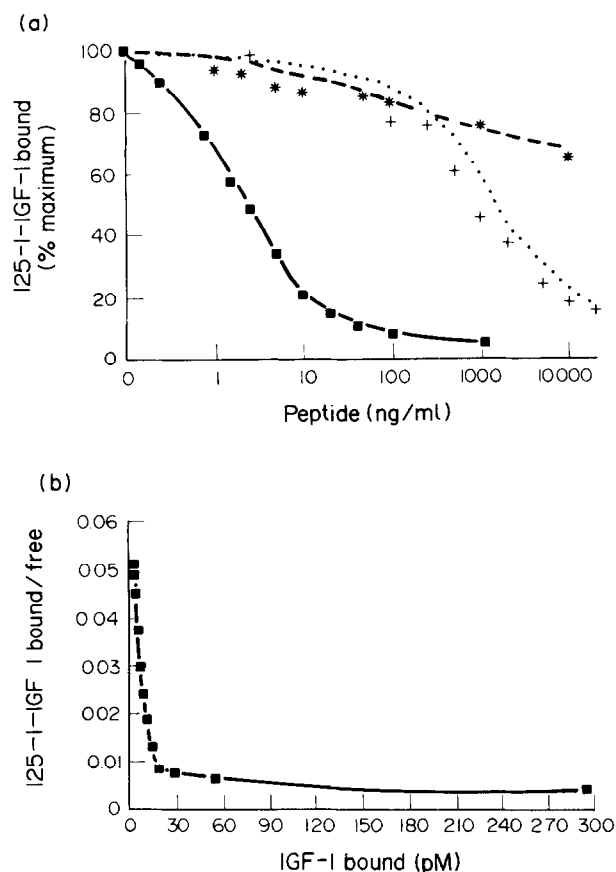 (a)
125-I-IGF-I bound
(% maximum)
100
80
60
40
20
0
0 1 10 100 1000 10 000
Peptide (ng/ml)
(b)
125-I-IGF I bound/free
0.06
0.05
0.04
0.03
0.02
0.01
0
0 30 60 90 120 150 180 210 240 270 300
IGF-I bound (pM)